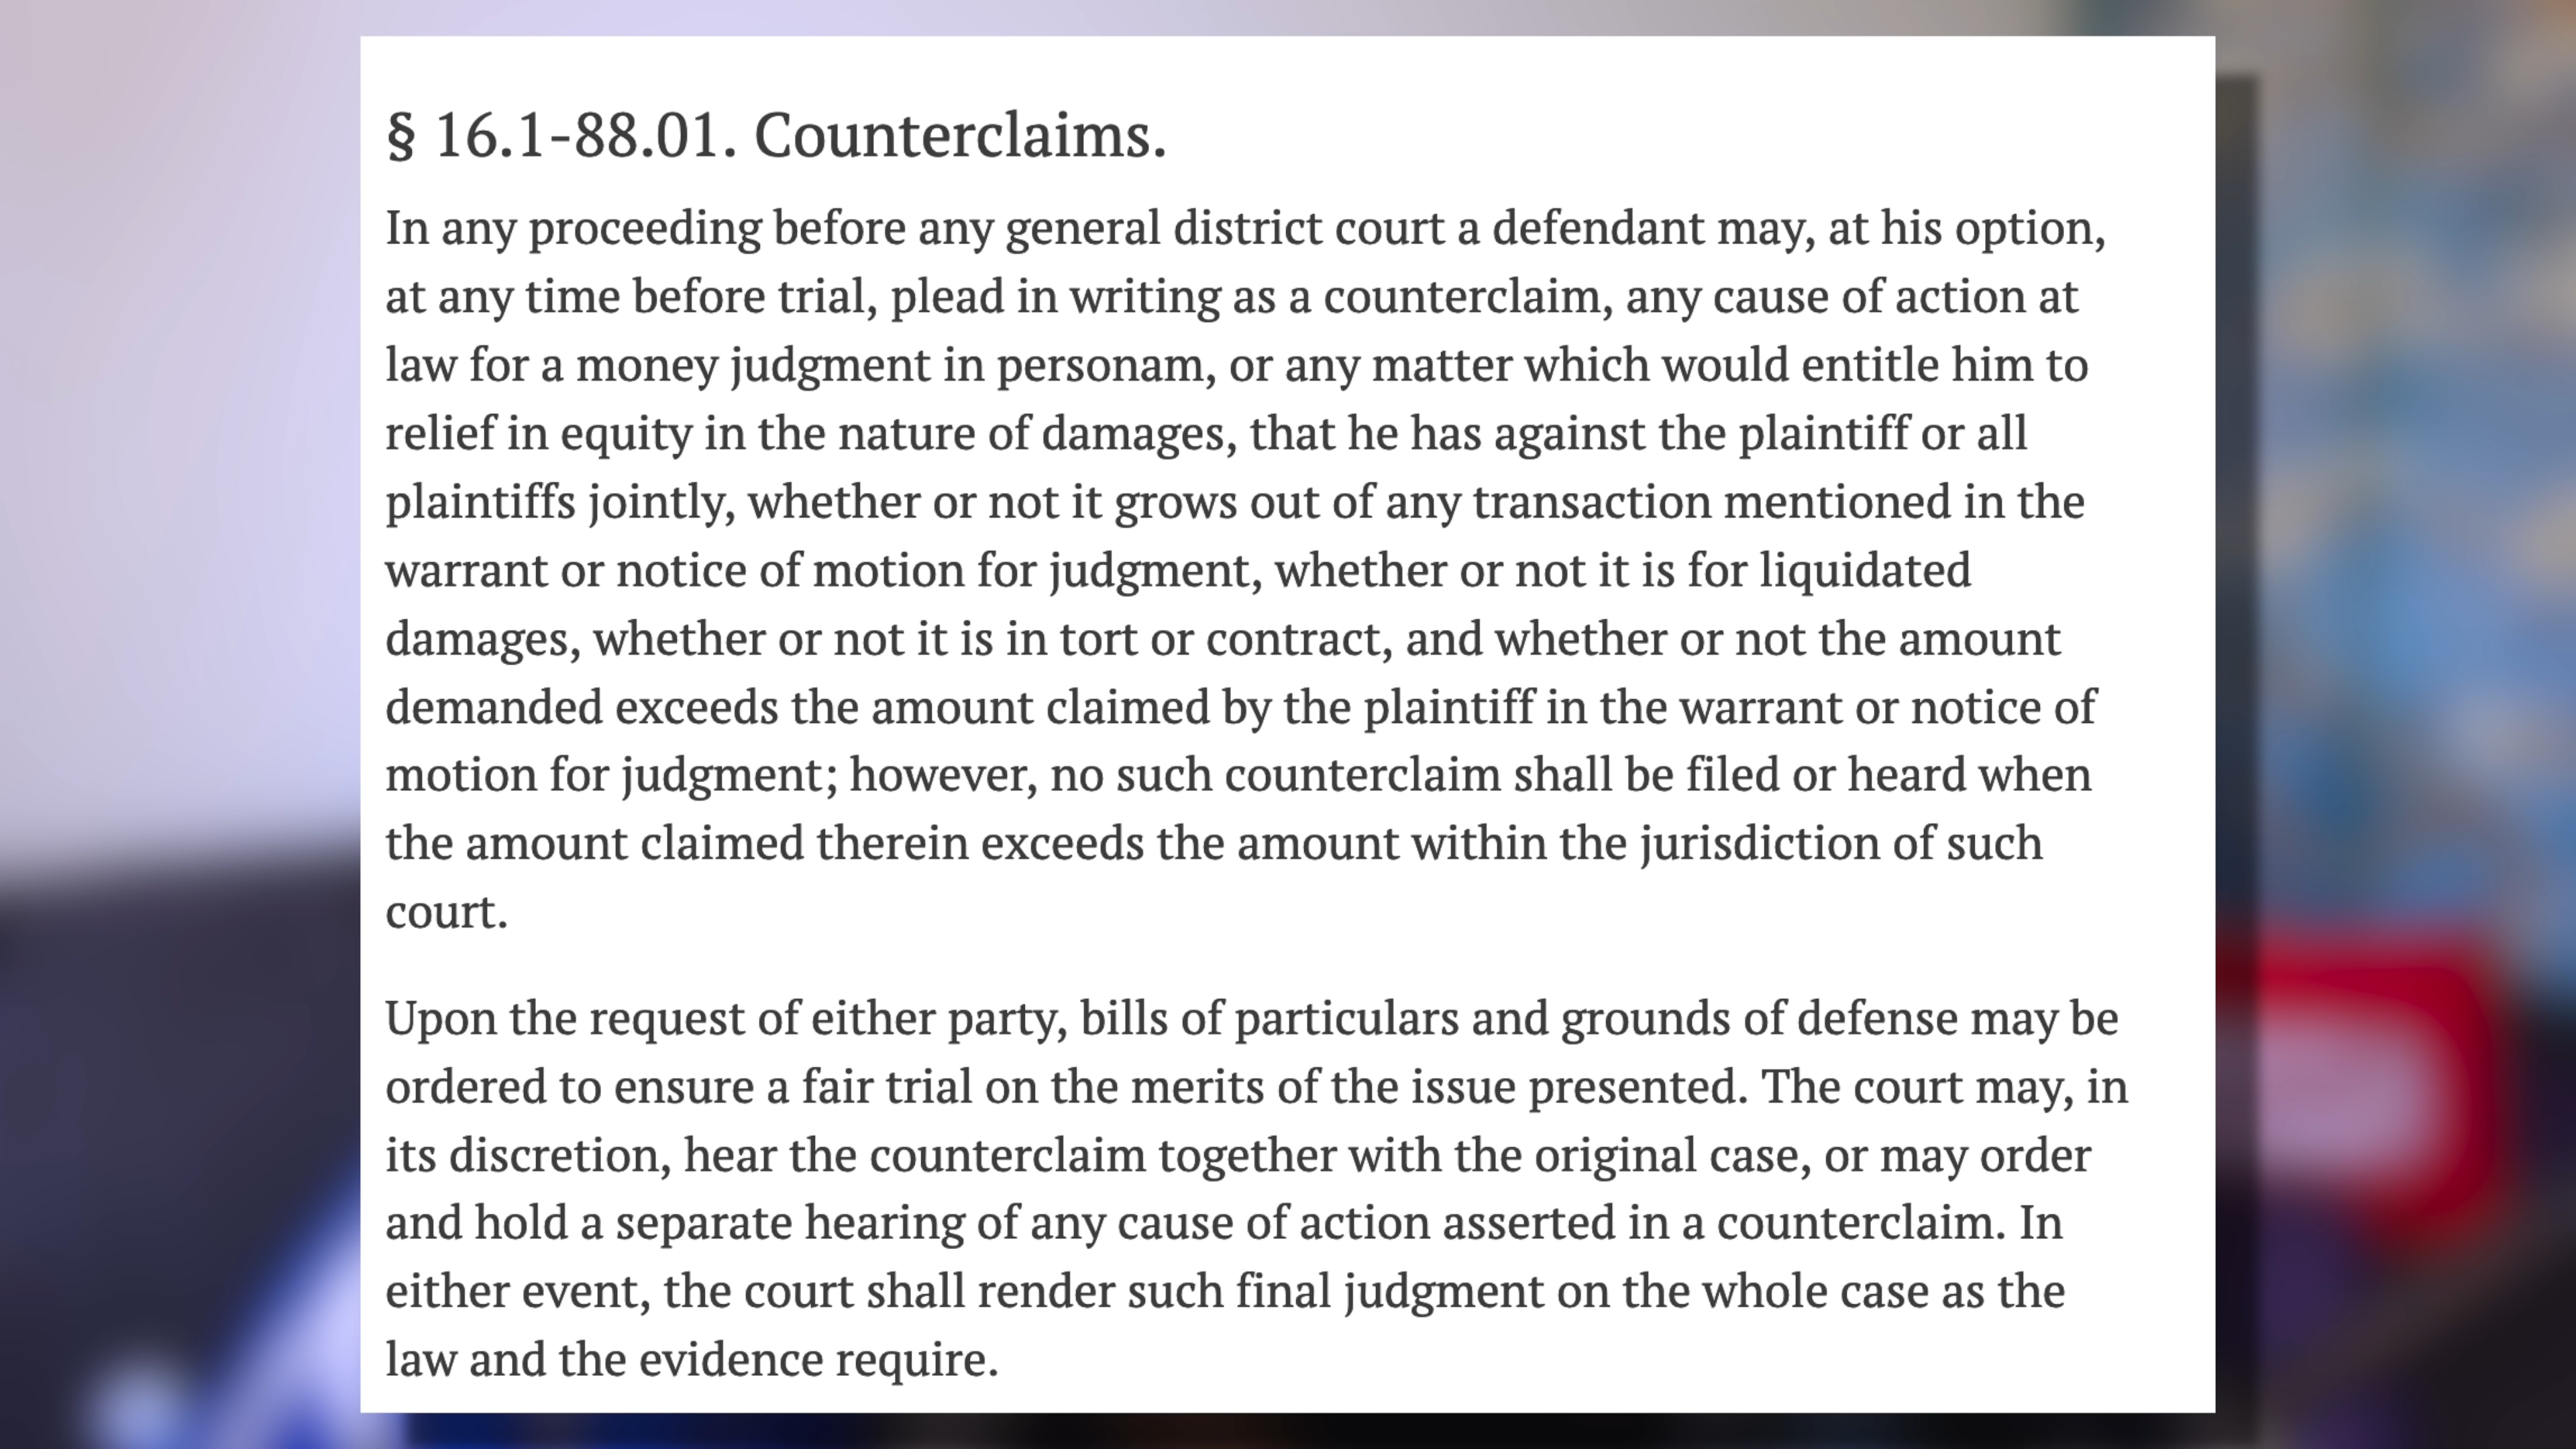 § 16.1-88.01. Counterclaims.
In any proceeding before any general district court a defendant may, at his option,
at any time before trial, plead in writing as a counterclaim, any cause of action at
law for a money judgment in personam, or any matter which would entitle him to
relief in equity in the nature of damages, that he has against the plaintiff or all
plaintiffs jointly, whether or not it grows out of any transaction mentioned in the
warrant or notice of motion for judgment, whether or not it is for liquidated
damages, whether or not it is in tort or contract, and whether or not the amount
demanded exceeds the amount claimed by the plaintiff in the warrant or notice of
motion for judgment; however, no such counterclaim shall be filed or heard when
the amount claimed therein exceeds the amount within the jurisdiction of such
court.
Upon the request of either party, bills of particulars and grounds of defense may be
ordered to ensure a fair trial on the merits of the issue presented. The court may, in
its discretion, hear the counterclaim together with the original case, or may order
and hold a separate hearing of any cause of action asserted in a counterclaim. In
either event, the court shall render such final judgment on the whole case as the
law and the evidence require.